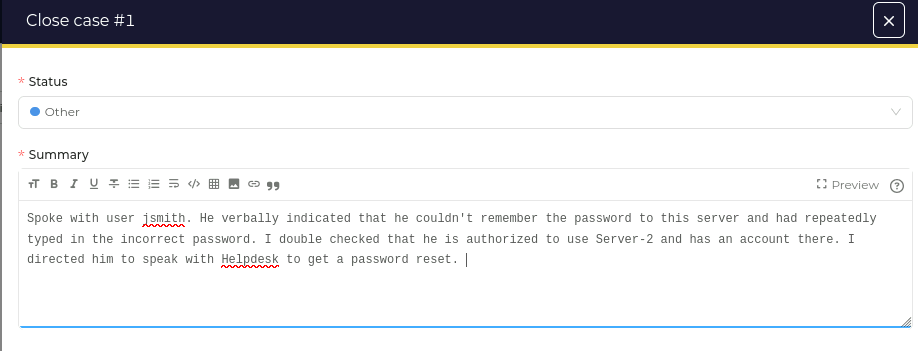 Close case #1
* Status
Other
* Summary
Preview
Spoke with user jsmith. He verbally indicated that he couldn't remember the password to this server and had repeatedly
typed in the incorrect password. I double checked that he is authorized to use Server-2 and has an account there. I
directed him to speak with Helpdesk to get a password reset.